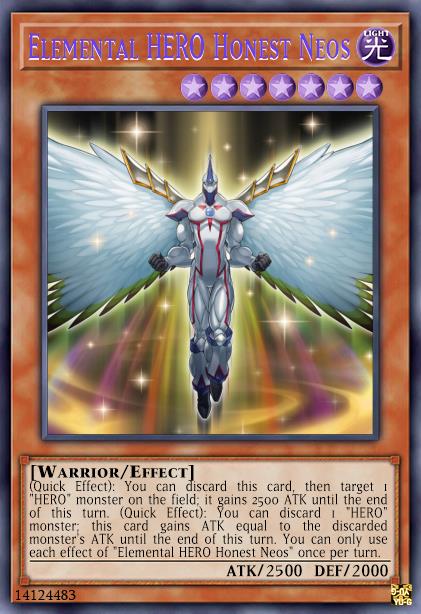 Elemental HERO Honest Neos
LIGHT
光
[Warrior/Effect]
(Quick Effect): You can discard this card, then target 1
"HERO" monster on the field; it gains 2500 ATK until the end
of this turn. (Quick Effect): You can discard 1 "HERO"
monster; this card gains ATK equal to the discarded
monster's ATK until the end of this turn. You can only use
each effect of "Elemental HERO Honest Neos" once per turn.
ATK/2500 DEF/2000
14124483